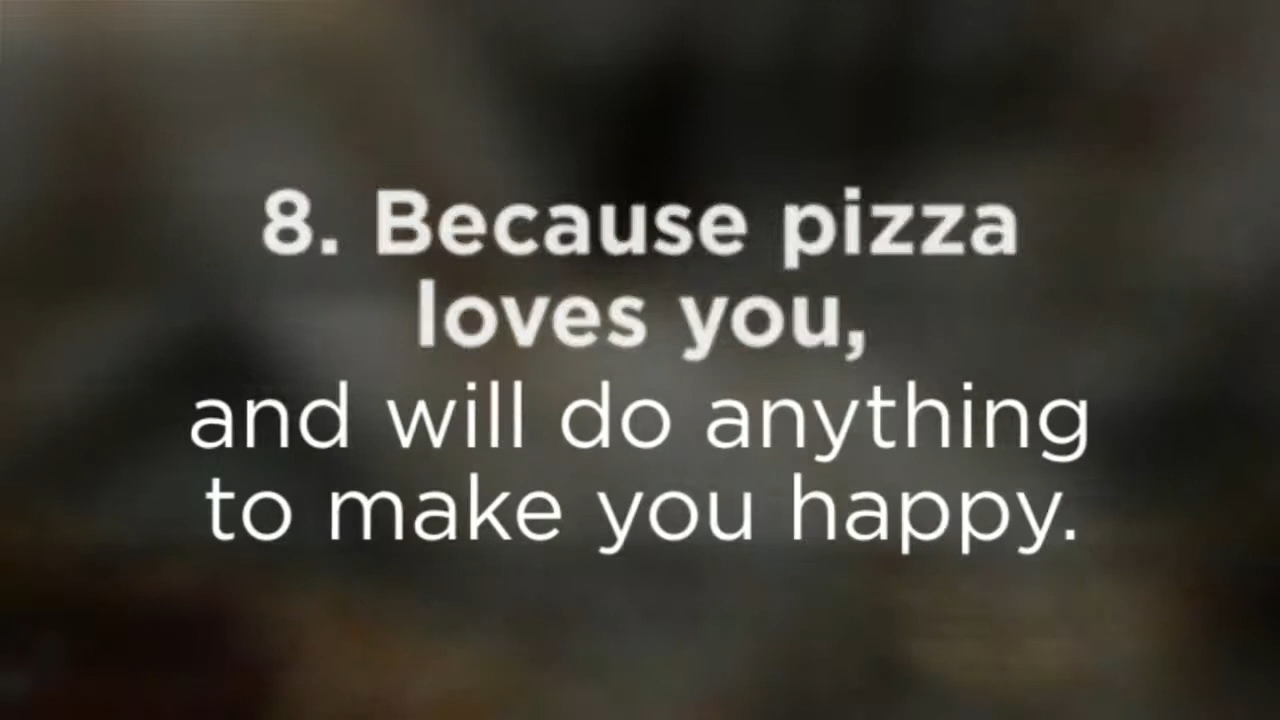 8. Because pizza
loves you,
and will do anything
to make you happy.